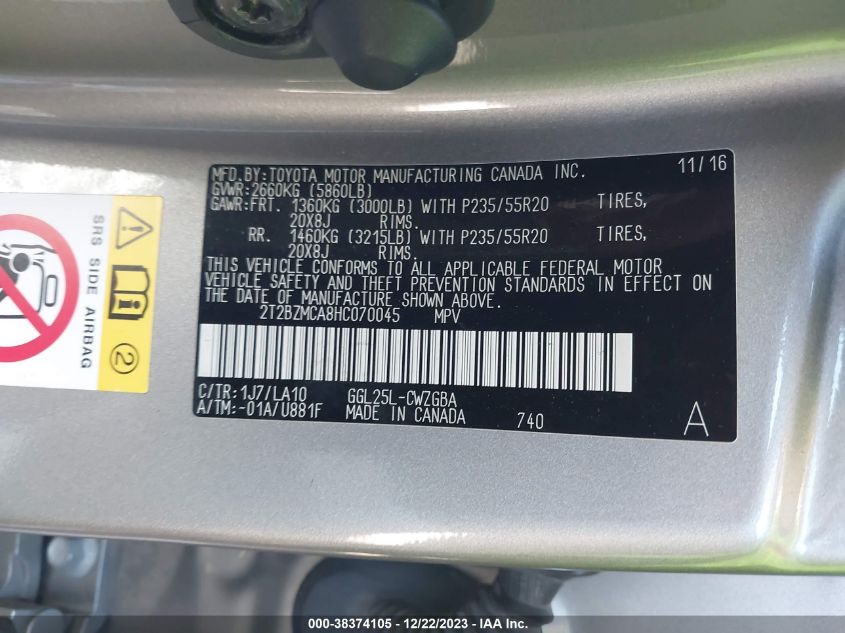 MFD.BY:TOYOTA MOTOR MANUFACTURING CANADA INC. 11/16
GVWR:2660KG (5860LB)
GAWR:FRT. 1360KG (3000LB) WITH P235/55R20 TIRES,
20X8J RIMS.
RR. 1460KG (3215LB) WITH P235/55R20 TIRES,
20X8J RIMS.
THIS VEHICLE CONFORMS TO ALL APPLICABLE FEDERAL MOTOR
VEHICLE SAFETY AND THEFT PREVENTION STANDARDS IN EFFECT ON
THE DATE OF MANUFACTURE SHOWN ABOVE.
2T2BZMCA8HC070045 MPV
C/TR:1J7/LA10 GGL25L-CWZGBA
A/TM:-01A/U881F MADE IN CANADA 740 A
SRS SIDE AIRBAG
2
000-38374105 - 12/22/2023 - IAA Inc.